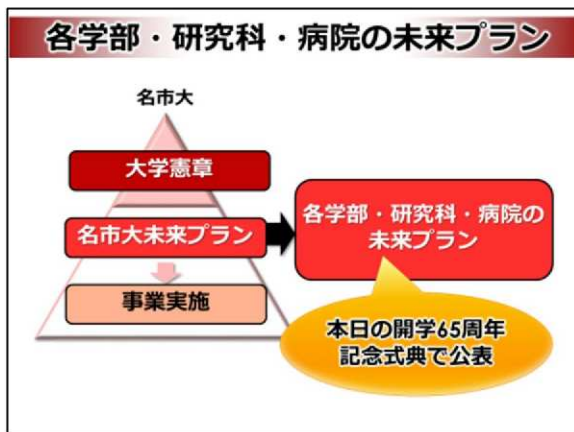 各学部・研究科・病院の未来プラン
名市大
大学憲章
名市大未来プラン
事業実施
各学部・研究科・病院の
未来プラン
本日の開学65周年
記念式典で公表